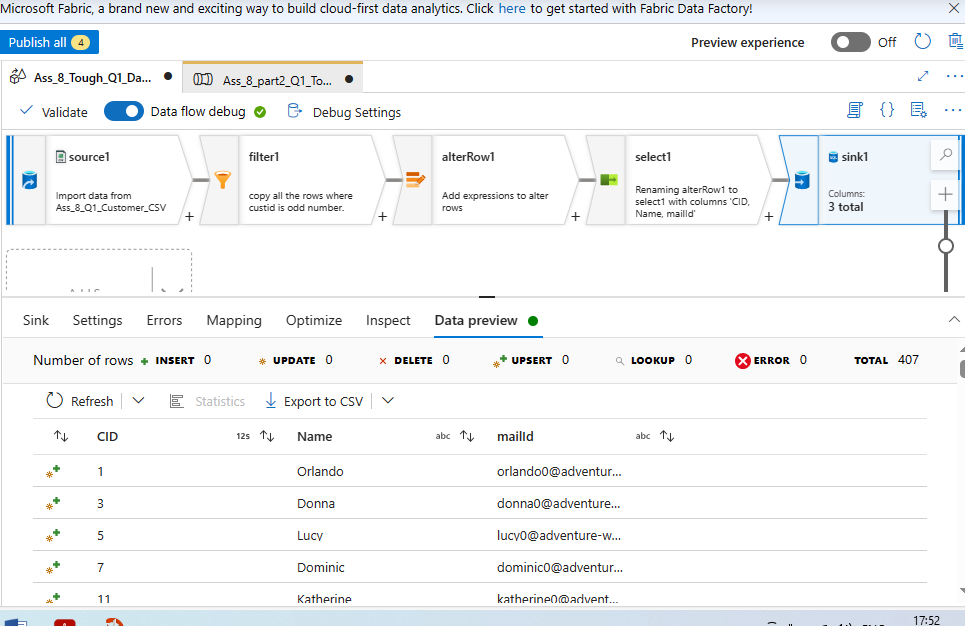 Microsoft Fabric, a brand new and exciting way to build cloud-first data analytics. Click here to get started with Fabric Data Factory!
Publish all 4
Preview experience Off
Ass_8_Tough_Q1_Da...
Ass_8_part2_Q1_To...
Validate Data flow debug Debug Settings
source1
Import data from
Ass_8_Q1_Customer_CSV
filter1
copy all the rows where
custid is odd number.
alterRow1
Add expressions to alter
rows
select1
Renaming alterRow1 to
select1 with columns 'CID,
Name, mailId'
sink1
Columns:
3 total
Sink Settings Errors Mapping Optimize Inspect Data preview
Number of rows INSERT 0 UPDATE 0 DELETE 0 UPSERT 0 LOOKUP 0 ERROR 0 TOTAL 407
Refresh Statistics Export to CSV
CID 12s Name abc mailId abc
1 Orlando orlando0@adventur...
3 Donna donna0@adventure...
5 Lucy lucy0@adventure-w...
7 Dominic dominic0@adventur...
11 Katherine katherine0@advent...
17:52